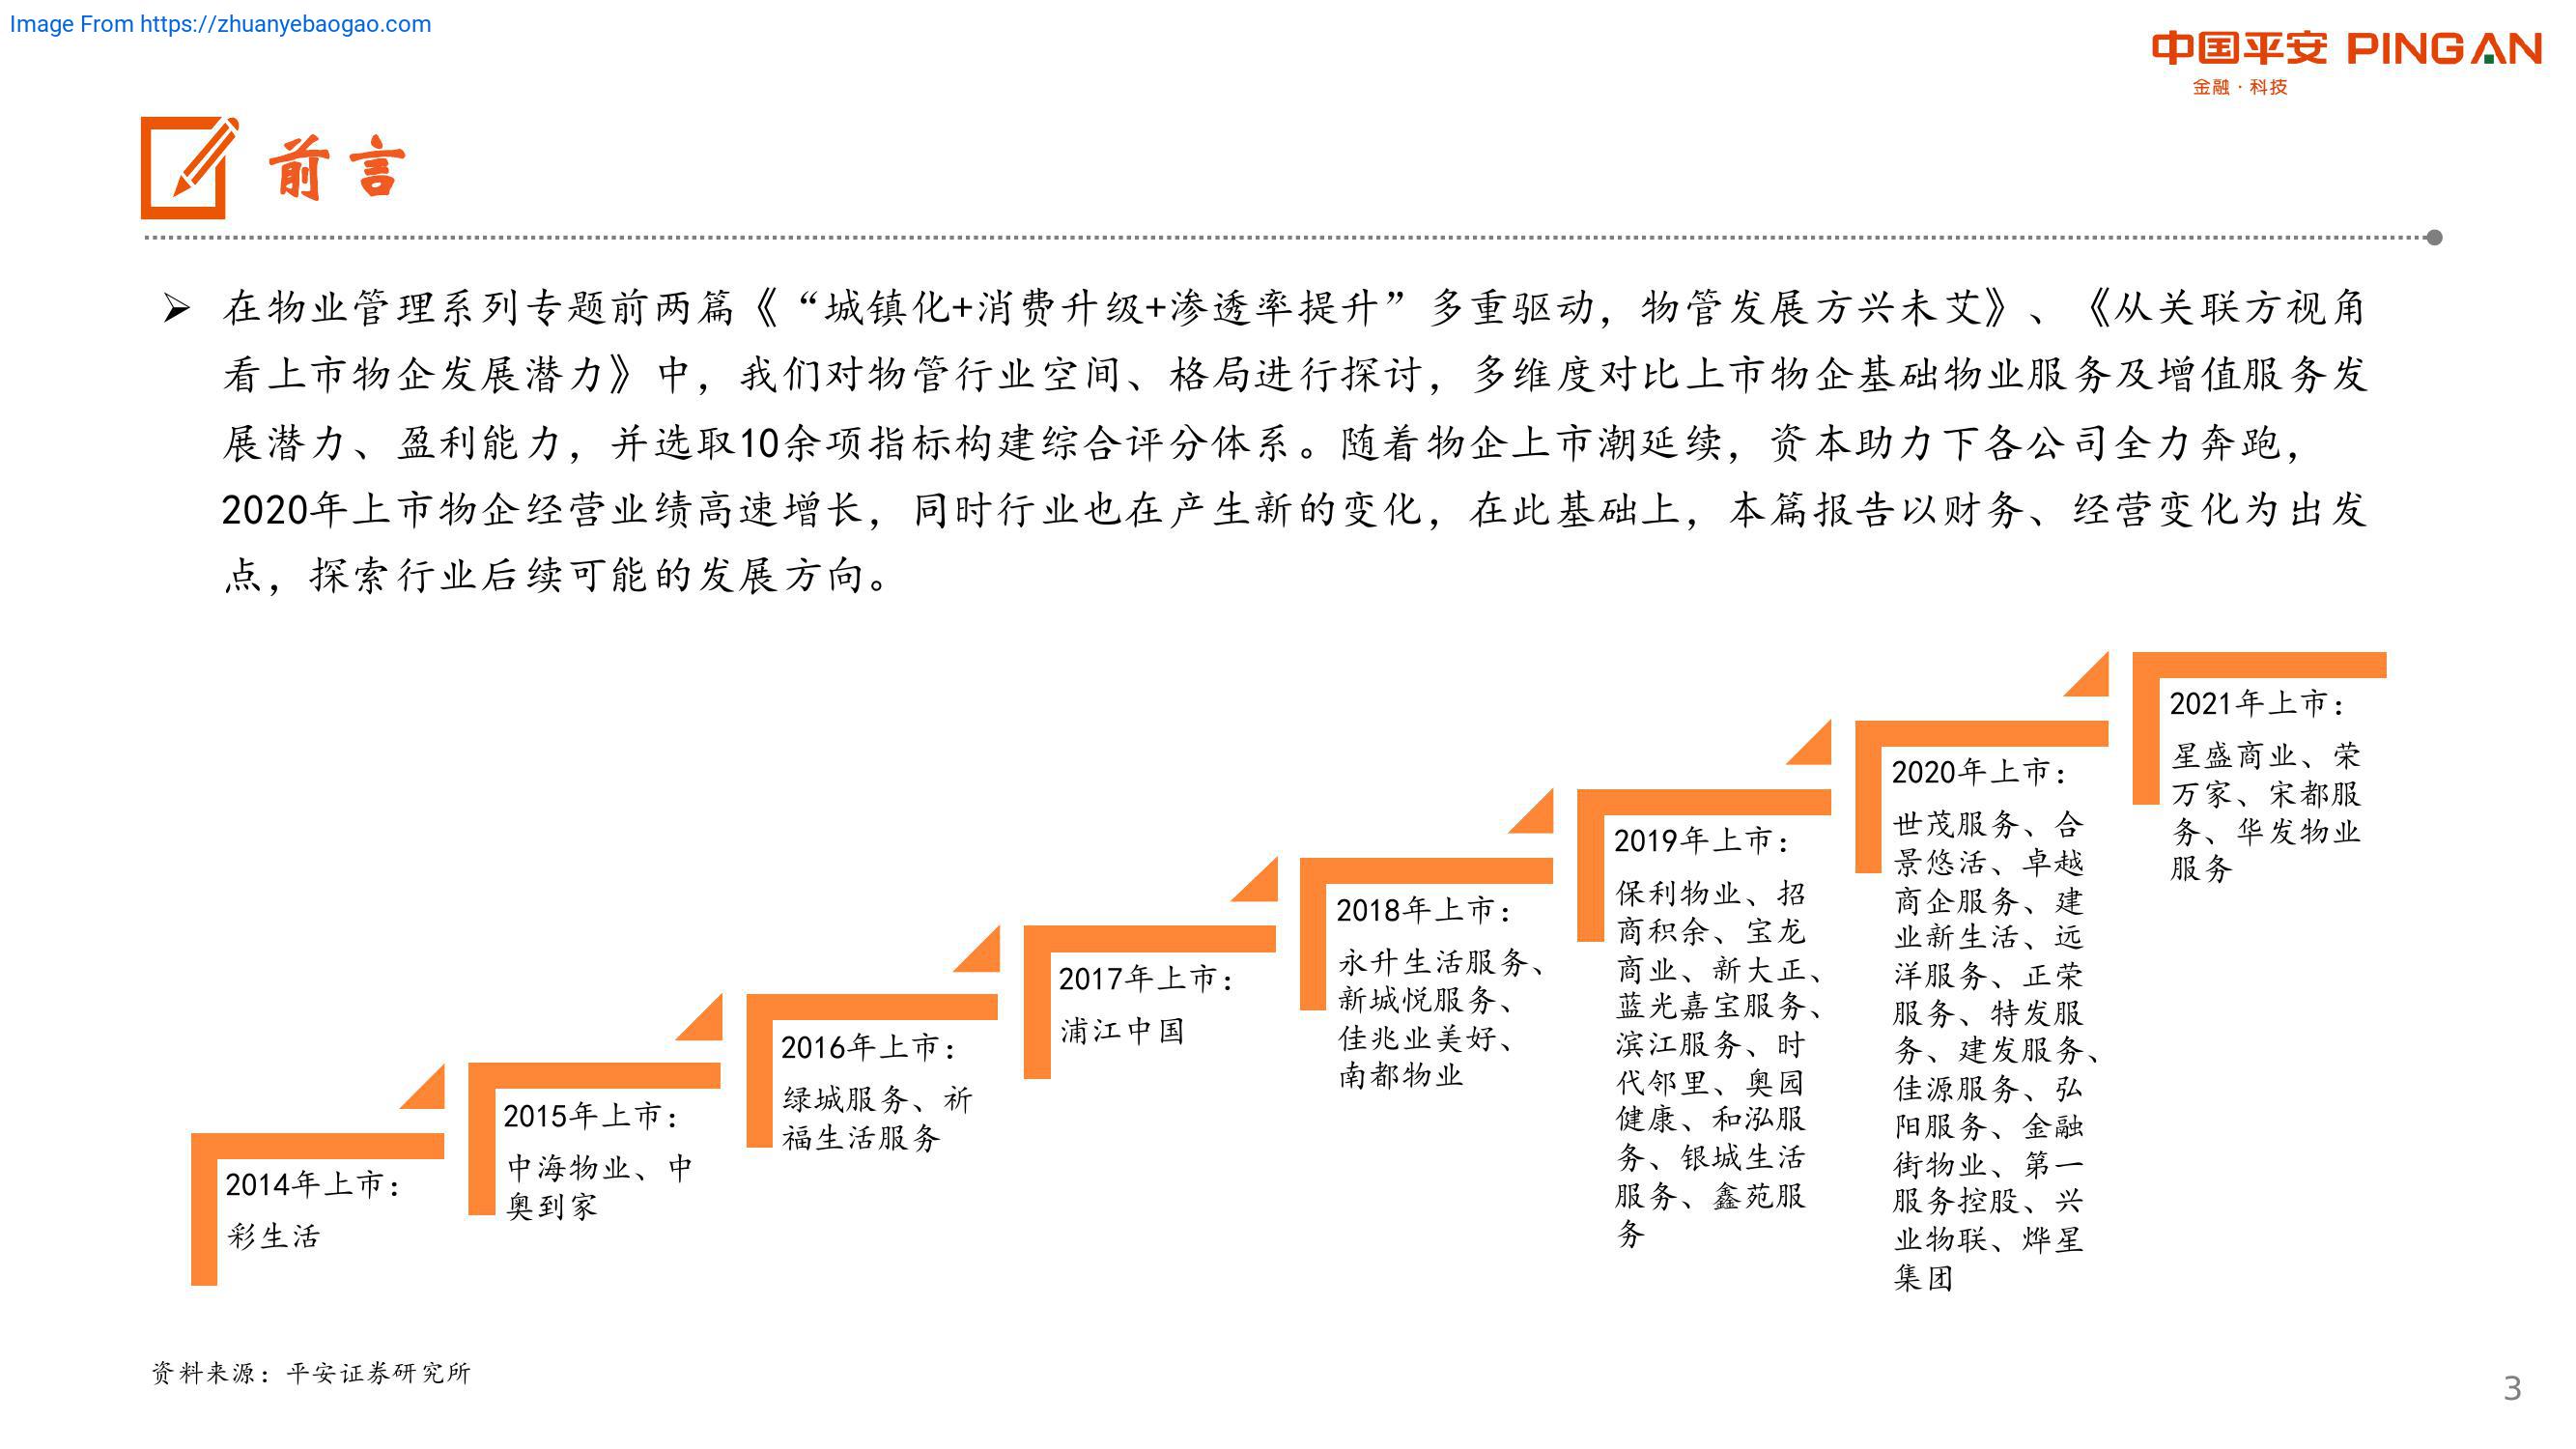 Image From https://zhuanyebaogao.com
中国平安 PINGAN
金融·科技
前言
➢ 在物业管理系列专题前两篇《“城镇化+消费升级+渗透率提升”多重驱动，物管发展方兴未艾》、《从关联方视角
看上市物企发展潜力》中，我们对物管行业空间、格局进行探讨，多维度对比上市物企基础物业服务及增值服务发
展潜力、盈利能力，并选取10余项指标构建综合评分体系。随着物企上市潮延续，资本助力下各公司全力奔跑，
2020年上市物企经营业绩高速增长，同时行业也在产生新的变化，在此基础上，本篇报告以财务、经营变化为出发
点，探索行业后续可能的发展方向。
2014年上市：
彩生活
2015年上市：
中海物业、中
奥到家
2016年上市：
绿城服务、祈
福生活服务
2017年上市：
浦江中国
2018年上市：
永升生活服务、
新城悦服务、
佳兆业美好、
南都物业
2019年上市：
保利物业、招
商积余、宝龙
商业、新大正、
蓝光嘉宝服务、
滨江服务、时
代邻里、奥园
健康、和泓服
务、银城生活
服务、鑫苑服
务
2020年上市：
世茂服务、合
景悠活、卓越
商企服务、建
业新生活、远
洋服务、正荣
服务、特发服
务、建发服务、
佳源服务、弘
阳服务、金融
街物业、第一
服务控股、兴
业物联、烨星
集团
2021年上市：
星盛商业、荣
万家、宋都服
务、华发物业
服务
资料来源：平安证券研究所
3